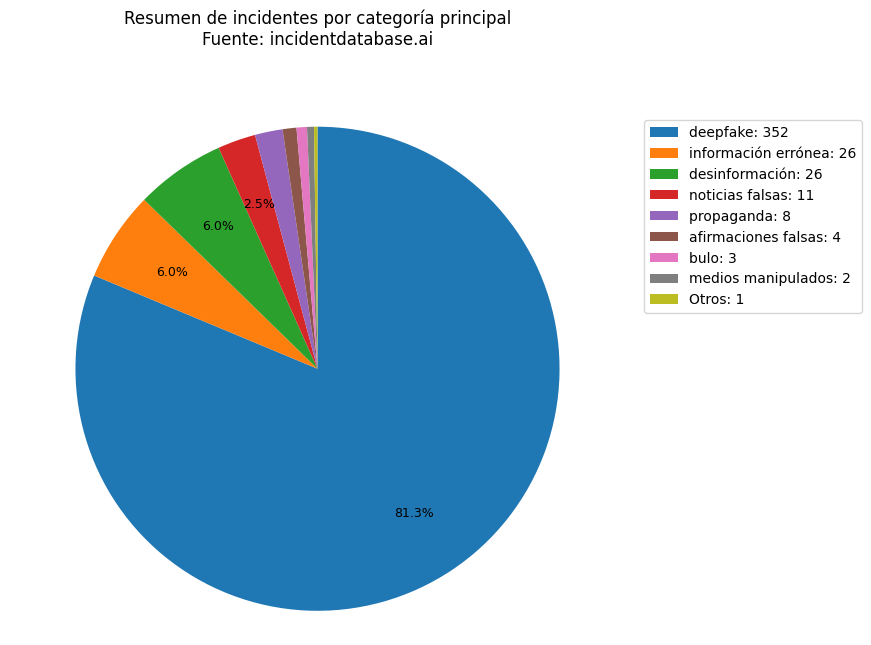 Resumen de incidentes por categoría principal
Fuente: incidentdatabase.ai
deepfake: 352
información errónea: 26
desinformación: 26
noticias falsas: 11
propaganda: 8
afirmaciones falsas: 4
bulo: 3
medios manipulados: 2
Otros: 1
2.5%
6.0%
6.0%
81.3%